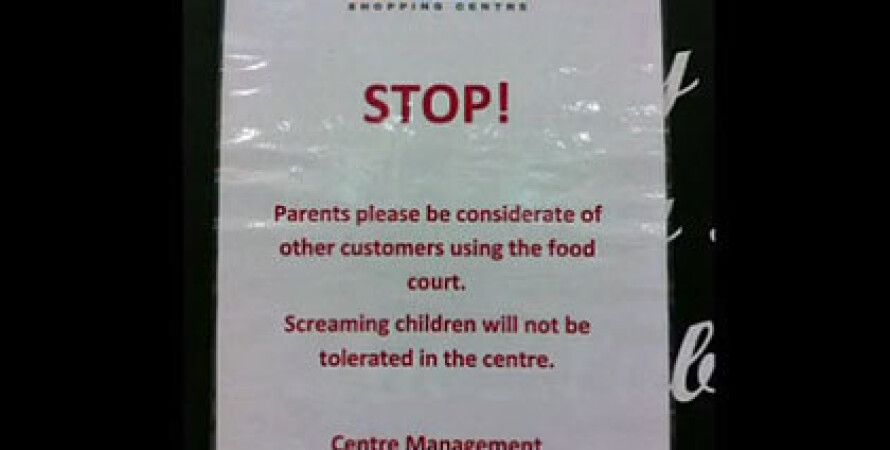 SHOPPING CENTRE
STOP!
Parents please be considerate of
other customers using the food
court.
Screaming children will not be
tolerated in the centre.
Centre Management